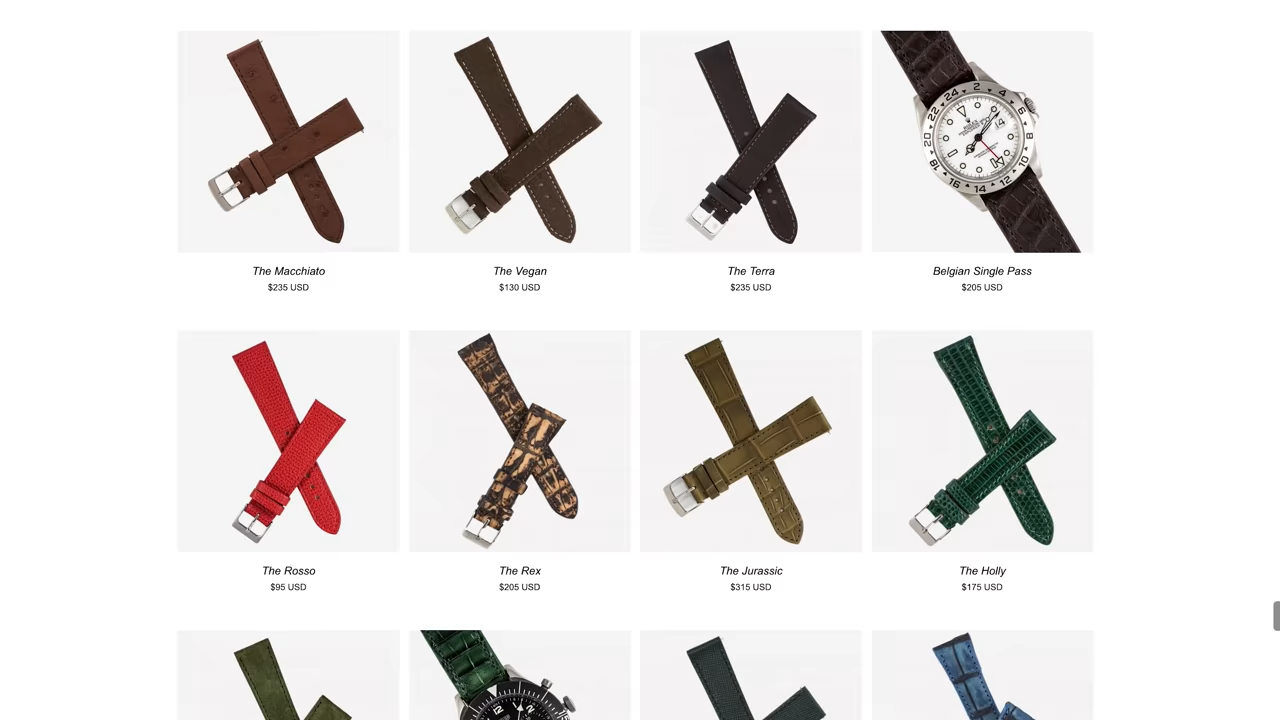 The Macchiato
$235 USD
The Vegan
$130 USD
The Terra
$235 USD
Belgian Single Pass
$205 USD
The Rosso
$95 USD
The Rex
$205 USD
The Jurassic
$315 USD
The Holly
$175 USD